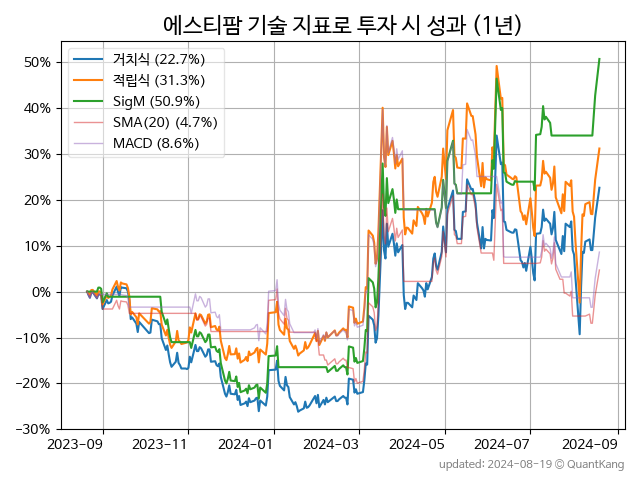 에스티팜 기술 지표로 투자 시 성과 (1년)
거치식 (22.7%)
적립식 (31.3%)
SigM (50.9%)
SMA(20) (4.7%)
MACD (8.6%)
50%
40%
30%
20%
10%
0%
−10%
−20%
−30%
2023-09 2023-11 2024-01 2024-03 2024-05 2024-07 2024-09
updated: 2024-08-19 © QuantKang